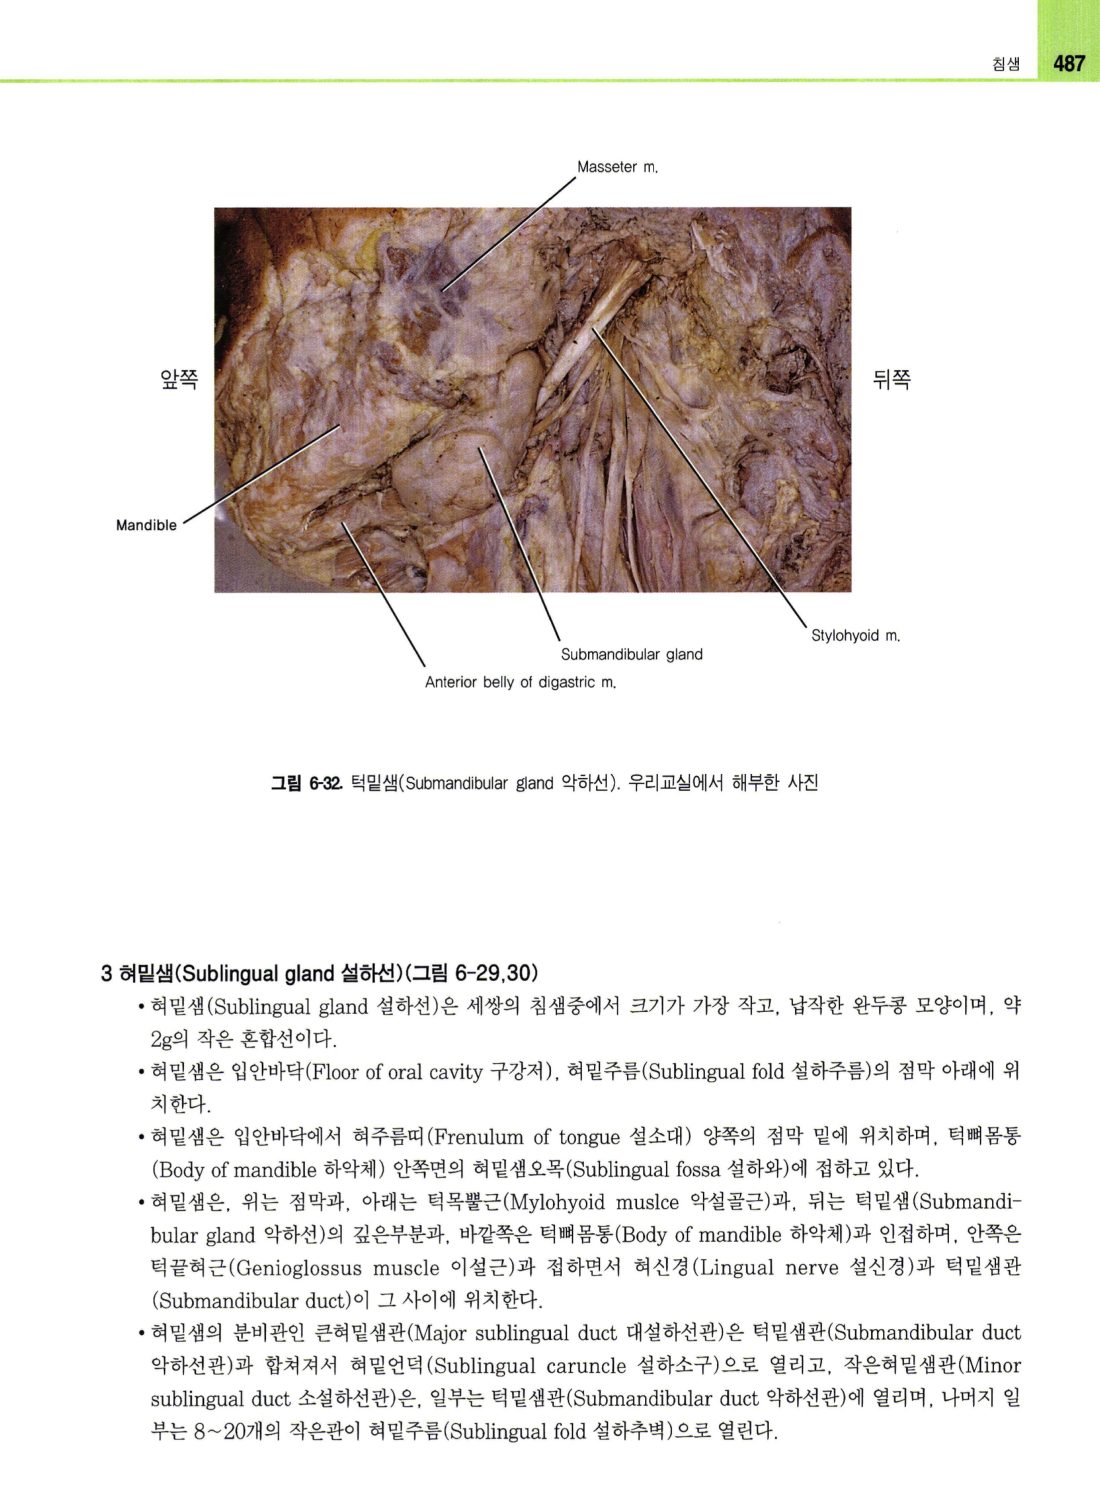 침샘 487
Masseter m.
앞쪽
뒤쪽
Mandible
Stylohyoid m.
Submandibular gland
Anterior belly of digastric m.
그림 6-32. 턱밑샘(Submandibular gland 악하선). 우리교실에서 해부한 사진
3 혀밑샘(Sublingual gland 설하선)(그림 6-29,30)
• 혀밑샘(Sublingual gland 설하선)은 세쌍의 침샘중에서 크기가 가장 작고, 납작한 완두콩 모양이며, 약
2g의 작은 혼합선이다.
• 혀밑샘은 입안바닥(Floor of oral cavity 구강저), 혀밑주름(Sublingual fold 설하주름)의 점막 아래에 위
치한다.
• 혀밑샘은 입안바닥에서 혀주름띠(Frenulum of tongue 설소대) 양쪽의 점막 밑에 위치하며, 턱뼈몸통
(Body of mandible 하악체) 안쪽면의 혀밑샘오목(Sublingual fossa 설하와)에 접하고 있다.
• 혀밑샘은, 위는 점막과, 아래는 턱목뿔근(Mylohyoid muslce 악설골근)과, 뒤는 턱밑샘(Submandi-
bular gland 악하선)의 깊은부분과, 바깥쪽은 턱뼈몸통(Body of mandible 하악체)과 인접하며, 안쪽은
턱끝혀근(Genioglossus muscle 이설근)과 접하면서 혀신경(Lingual nerve 설신경)과 턱밑샘관
(Submandibular duct)이 그 사이에 위치한다.
• 혀밑샘의 분비관인 큰혀밑샘관(Major sublingual duct 대설하선관)은 턱밑샘관(Submandibular duct
악하선관)과 합쳐져서 혀밑언덕(Sublingual caruncle 설하소구)으로 열리고, 작은혀밑샘관(Minor
sublingual duct 소설하선관)은, 일부는 턱밑샘관(Submandibular duct 악하선관)에 열리며, 나머지 일
부는 8~20개의 작은관이 혀밑주름(Sublingual fold 설하추벽)으로 열린다.